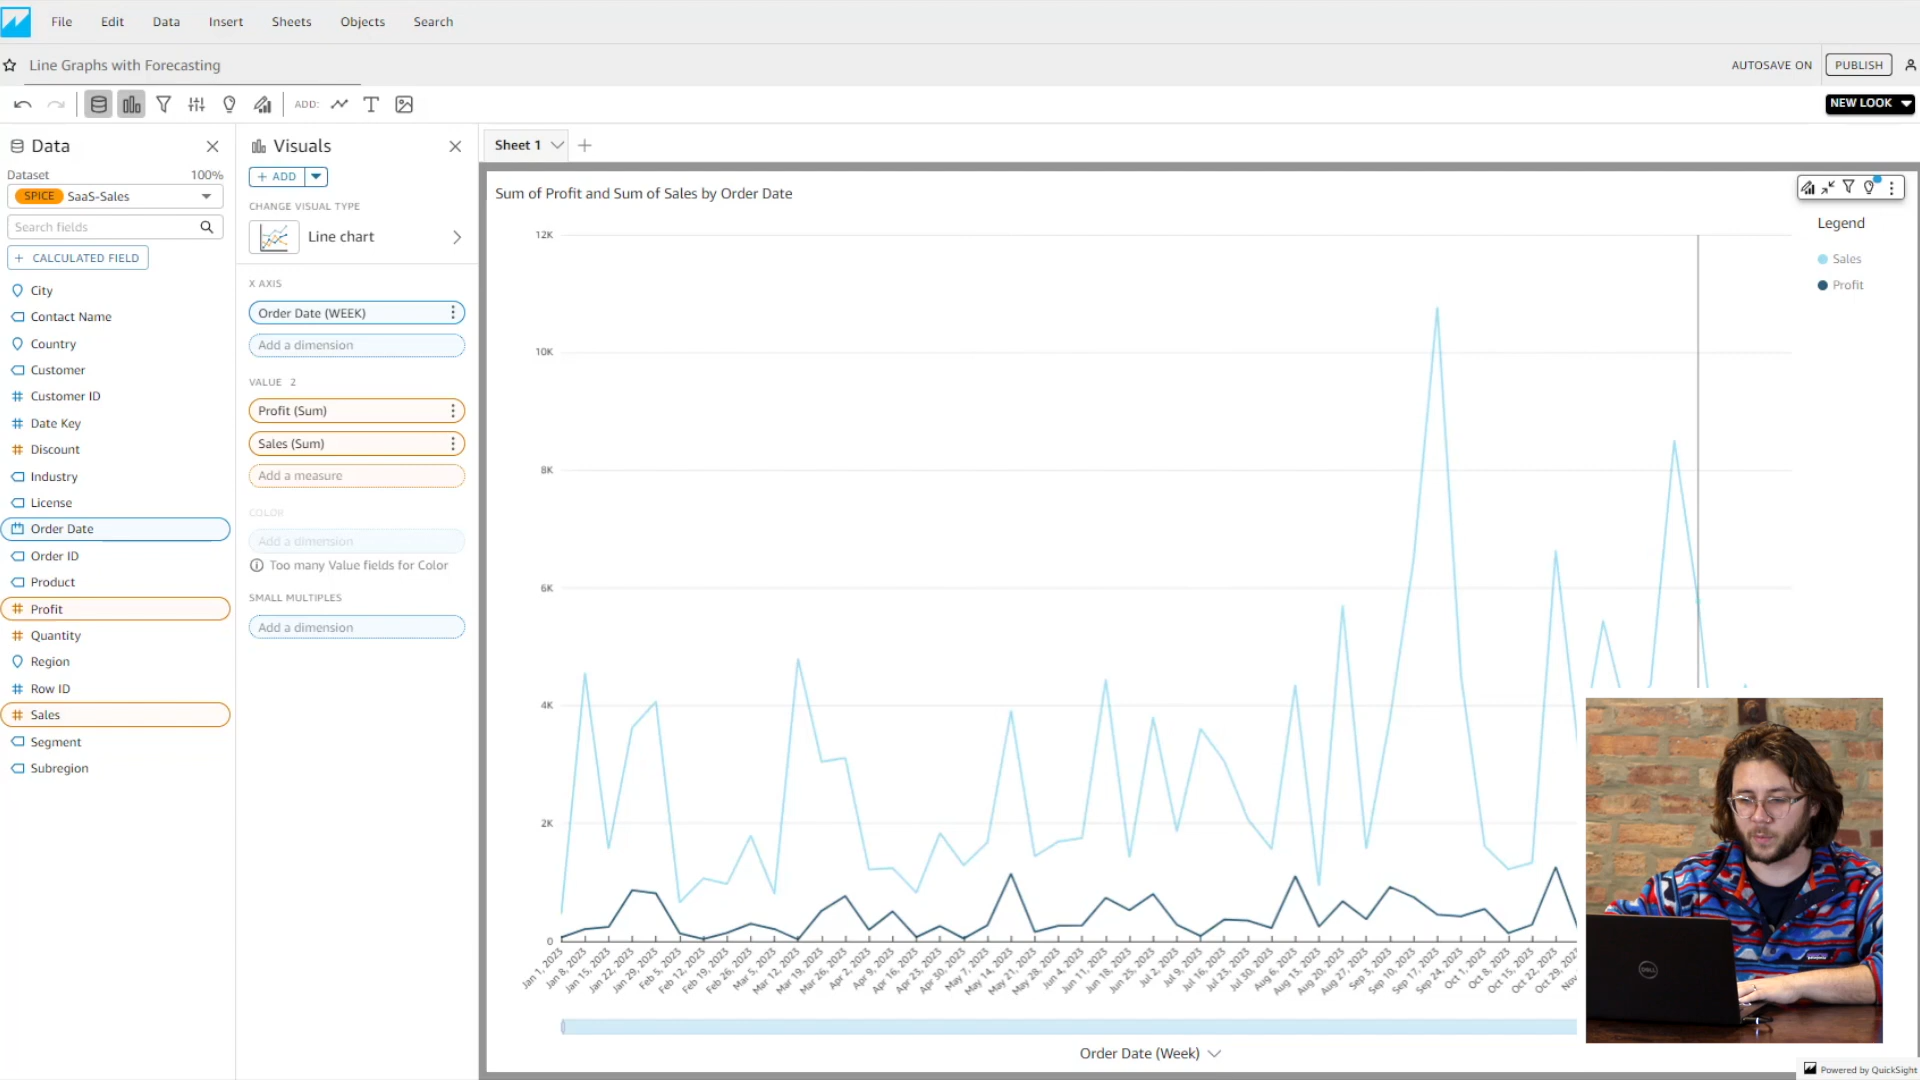 File Edit Data Insert Sheets Objects Search
Line Graphs with Forecasting
AUTOSAVE ON
PUBLISH
ADD:
NEW LOOK
Data
Dataset
100%
SPICE SaaS-Sales
Search fields
+ CALCULATED FIELD
City
Contact Name
Country
Customer
Customer ID
Date Key
Discount
Industry
License
Order Date
Order ID
Product
Profit
Quantity
Region
Row ID
Sales
Segment
Subregion
Visuals
+ ADD
CHANGE VISUAL TYPE
Line chart
X AXIS
Order Date (WEEK)
Add a dimension
VALUE 2
Profit (Sum)
Sales (Sum)
Add a measure
COLOR
Add a dimension
Too many Value fields for Color
SMALL MULTIPLES
Add a dimension
Sheet 1
Sum of Profit and Sum of Sales by Order Date
Legend
Sales
Profit
12K
10K
8K
6K
4K
2K
0
Jan 1, 2023
Jan 8, 2023
Jan 15, 2023
Jan 22, 2023
Jan 29, 2023
Feb 5, 2023
Feb 12, 2023
Feb 19, 2023
Feb 26, 2023
Mar 5, 2023
Mar 12, 2023
Mar 19, 2023
Mar 26, 2023
Apr 2, 2023
Apr 9, 2023
Apr 16, 2023
Apr 23, 2023
Apr 30, 2023
May 7, 2023
May 14, 2023
May 21, 2023
May 28, 2023
Jun 4, 2023
Jun 11, 2023
Jun 18, 2023
Jun 25, 2023
Jul 2, 2023
Jul 9, 2023
Jul 16, 2023
Jul 23, 2023
Jul 30, 2023
Aug 6, 2023
Aug 13, 2023
Aug 20, 2023
Aug 27, 2023
Sep 3, 2023
Sep 10, 2023
Sep 17, 2023
Sep 24, 2023
Oct 1, 2023
Oct 8, 2023
Oct 15, 2023
Oct 22, 2023
Oct 29, 202
Nov
Order Date (Week)
DELL
Powered by QuickSight